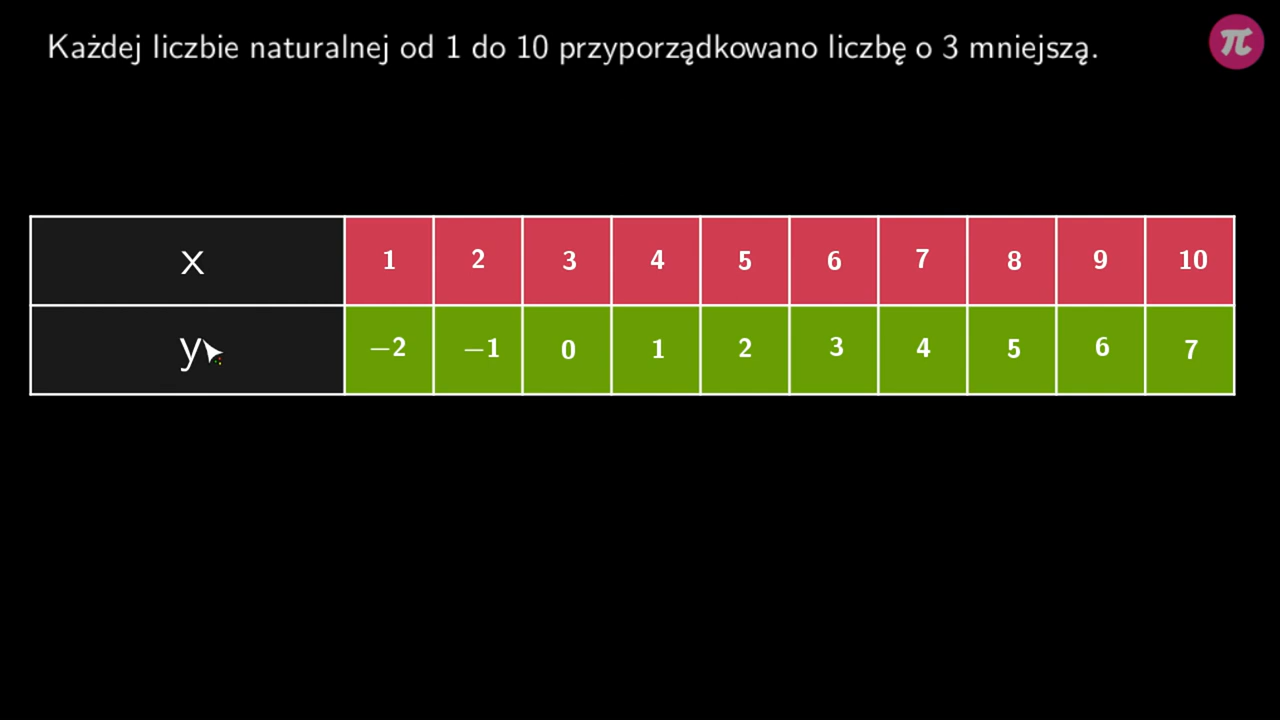 Każdej liczbie naturalnej od 1 do 10 przyporządkowano liczbę o 3 mniejszą.
π
x 1 2 3 4 5 6 7 8 9 10
y −2 −1 0 1 2 3 4 5 6 7